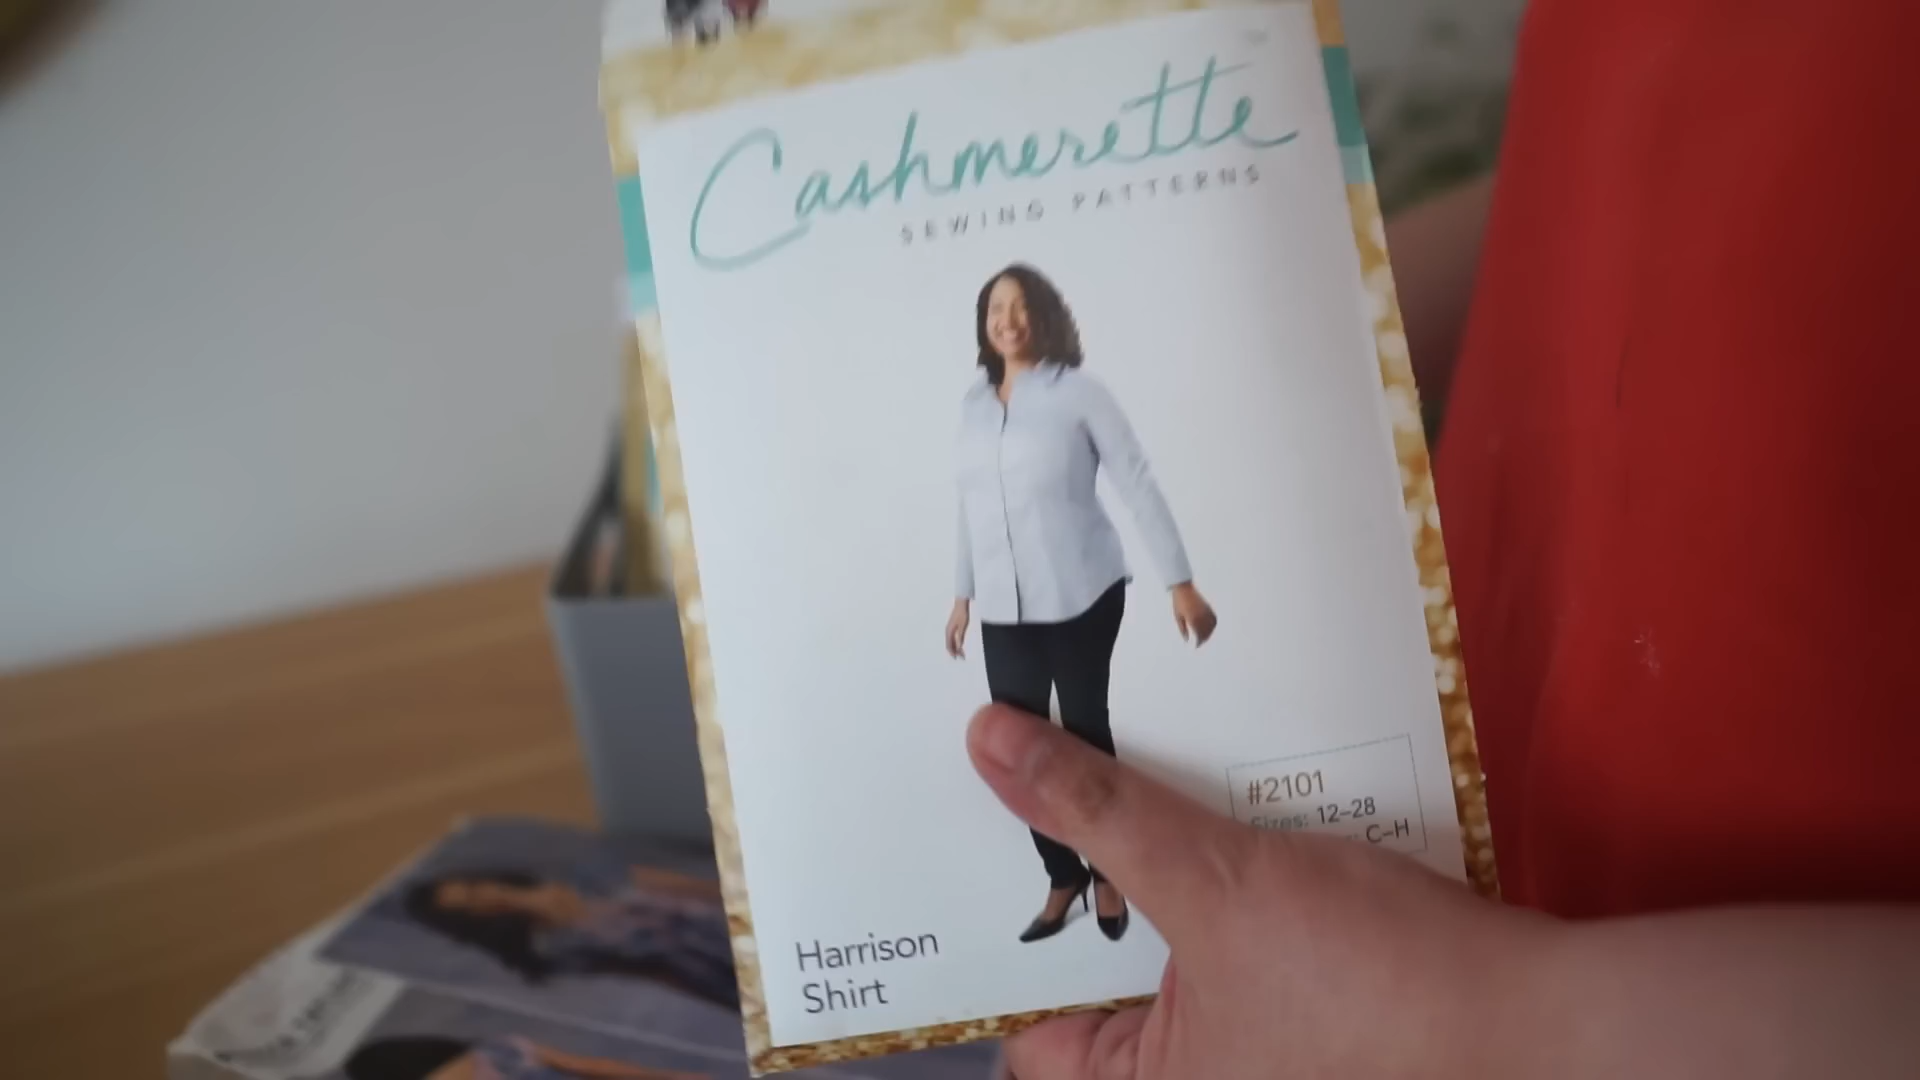 Cashmerette
SEWING PATTERNS
#2101
Sizes: 12–28
C–H
Harrison
Shirt